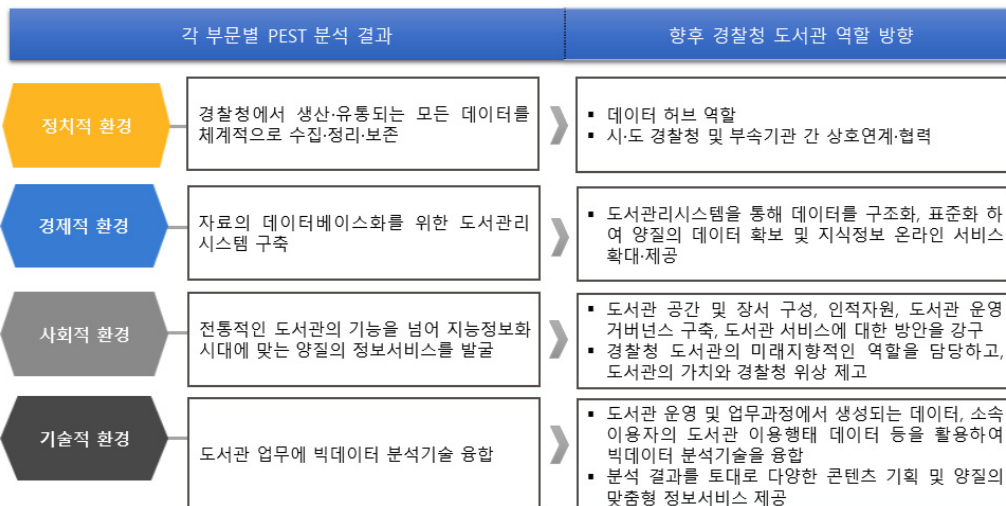 각 부문별 PEST 분석 결과
향후 경찰청 도서관 역할 방향
정치적 환경
경찰청에서 생산·유통되는 모든 데이터를
체계적으로 수집·정리·보존
▪ 데이터 허브 역할
▪ 시·도 경찰청 및 부속기관 간 상호연계·협력
경제적 환경
자료의 데이터베이스화를 위한 도서관리
시스템 구축
▪ 도서관리시스템을 통해 데이터를 구조화, 표준화 하
여 양질의 데이터 확보 및 지식정보 온라인 서비스
확대·제공
사회적 환경
전통적인 도서관의 기능을 넘어 지능정보화
시대에 맞는 양질의 정보서비스를 발굴
▪ 도서관 공간 및 장서 구성, 인적자원, 도서관 운영
거버넌스 구축, 도서관 서비스에 대한 방안을 강구
▪ 경찰청 도서관의 미래지향적인 역할을 담당하고,
도서관의 가치와 경찰청 위상 제고
기술적 환경
도서관 업무에 빅데이터 분석기술 융합
▪ 도서관 운영 및 업무과정에서 생성되는 데이터, 소속
이용자의 도서관 이용행태 데이터 등을 활용하여
빅데이터 분석기술을 융합
▪ 분석 결과를 토대로 다양한 콘텐츠 기획 및 양질의
맞춤형 정보서비스 제공